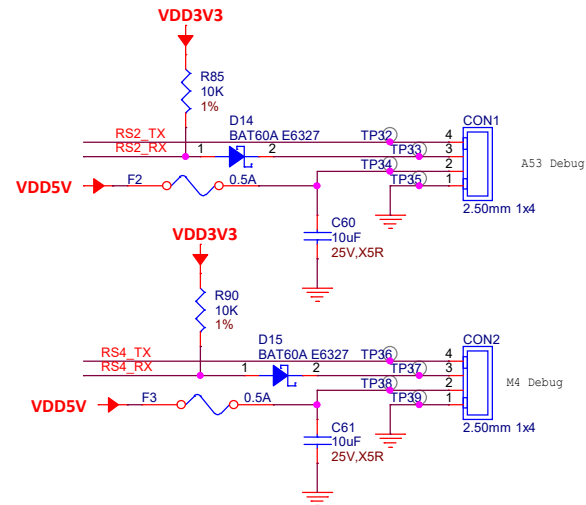 VDD3V3
R85
10K
1%
D14
BAT60A E6327
CON1
RS2_TX
TP32
4
RS2_RX
1
2
TP33
3
TP34
2
A53 Debug
VDD5V
F2
0.5A
TP35
1
2.50mm 1x4
C60
10uF
25V,X5R
VDD3V3
R90
10K
1%
D15
BAT60A E6327
CON2
RS4_TX
TP36
4
RS4_RX
1
2
TP37
3
TP38
2
M4 Debug
VDD5V
F3
0.5A
TP39
1
2.50mm 1x4
C61
10uF
25V,X5R